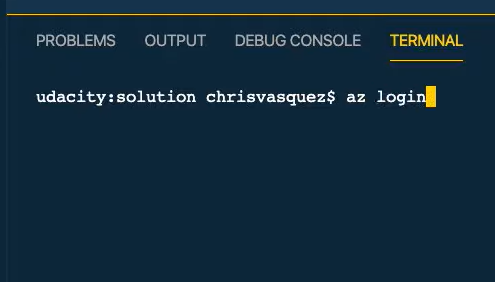 PROBLEMS OUTPUT DEBUG CONSOLE TERMINAL
udacity:solution chrisvasquez$ az login